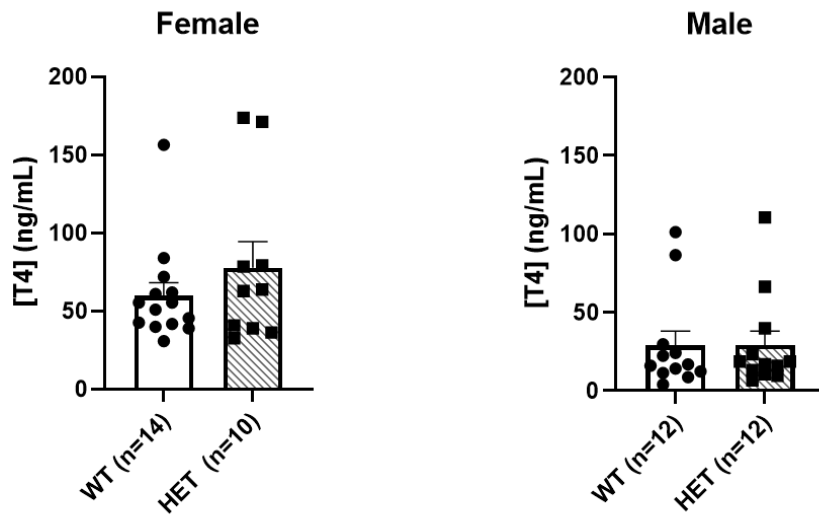 Female
[T4] (ng/mL)
200
150
100
50
0
WT (n=14)
HET  (n=10)
Male
[T4] (ng/mL)
200
150
100
50
0
WT (n=12)
HET (n=12)